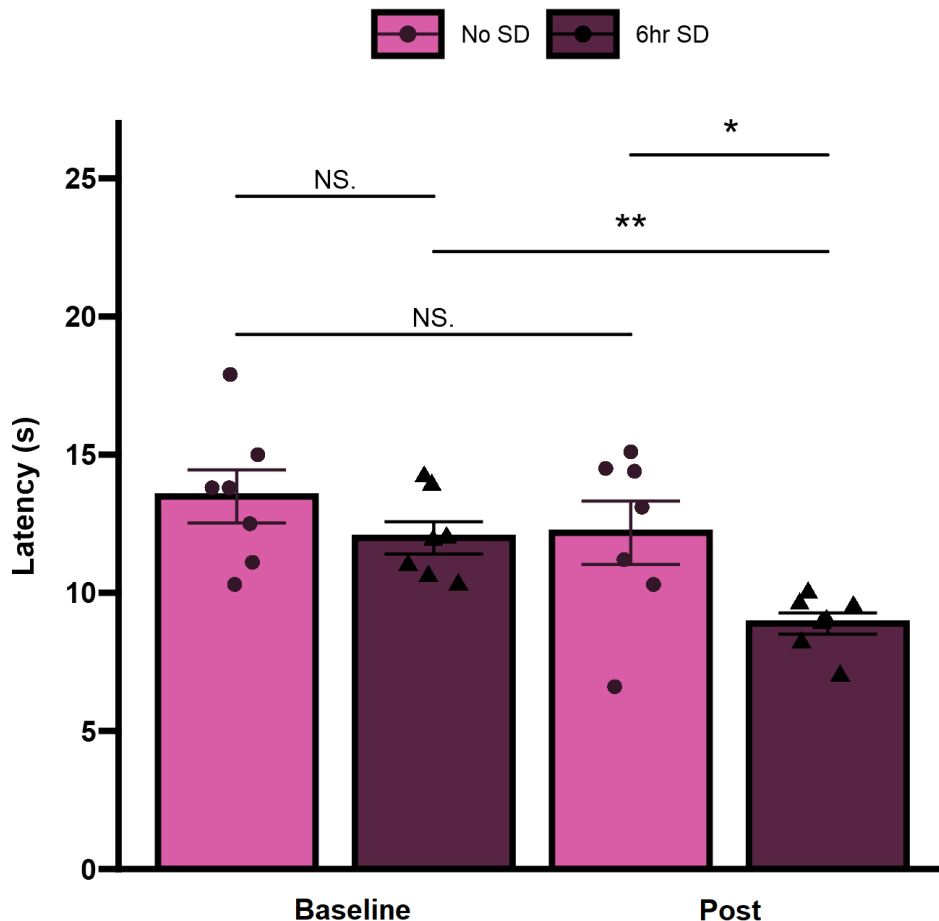 No SD 6hr SD
*
NS.
**
NS.
25
20
15
10
5
0
Latency (s)
Baseline Post